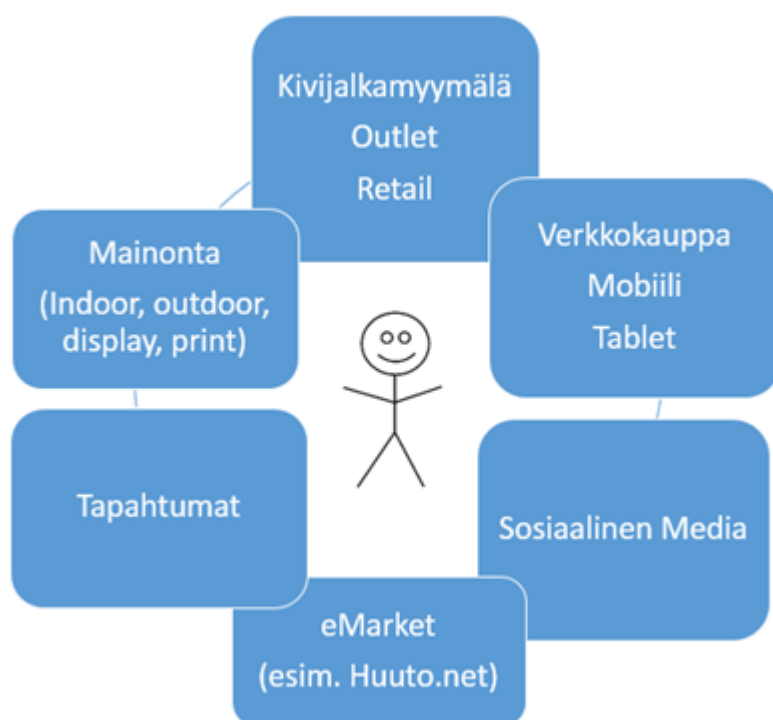 Kivijalkamyymälä
Outlet
Retail
Verkkokauppa
Mobiili
Tablet
Sosiaalinen Media
eMarket
(esim. Huuto.net)
Tapahtumat
Mainonta
(Indoor, outdoor,
display, print)